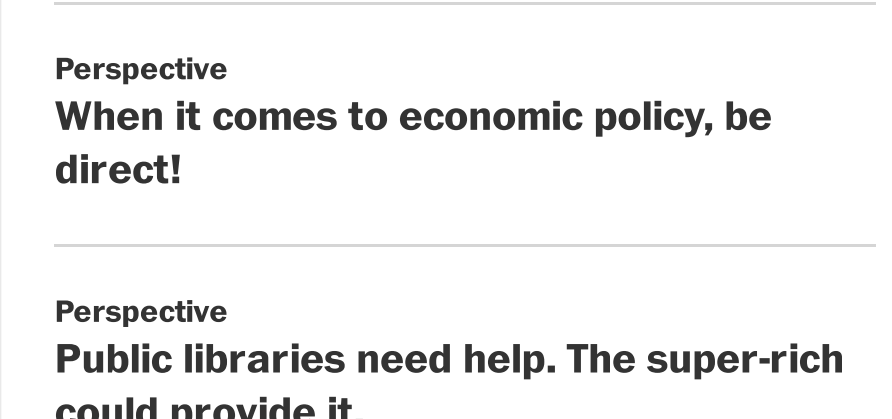 Perspective
When it comes to economic policy, be
direct!
Perspective
Public libraries need help. The super-rich
could provide it.